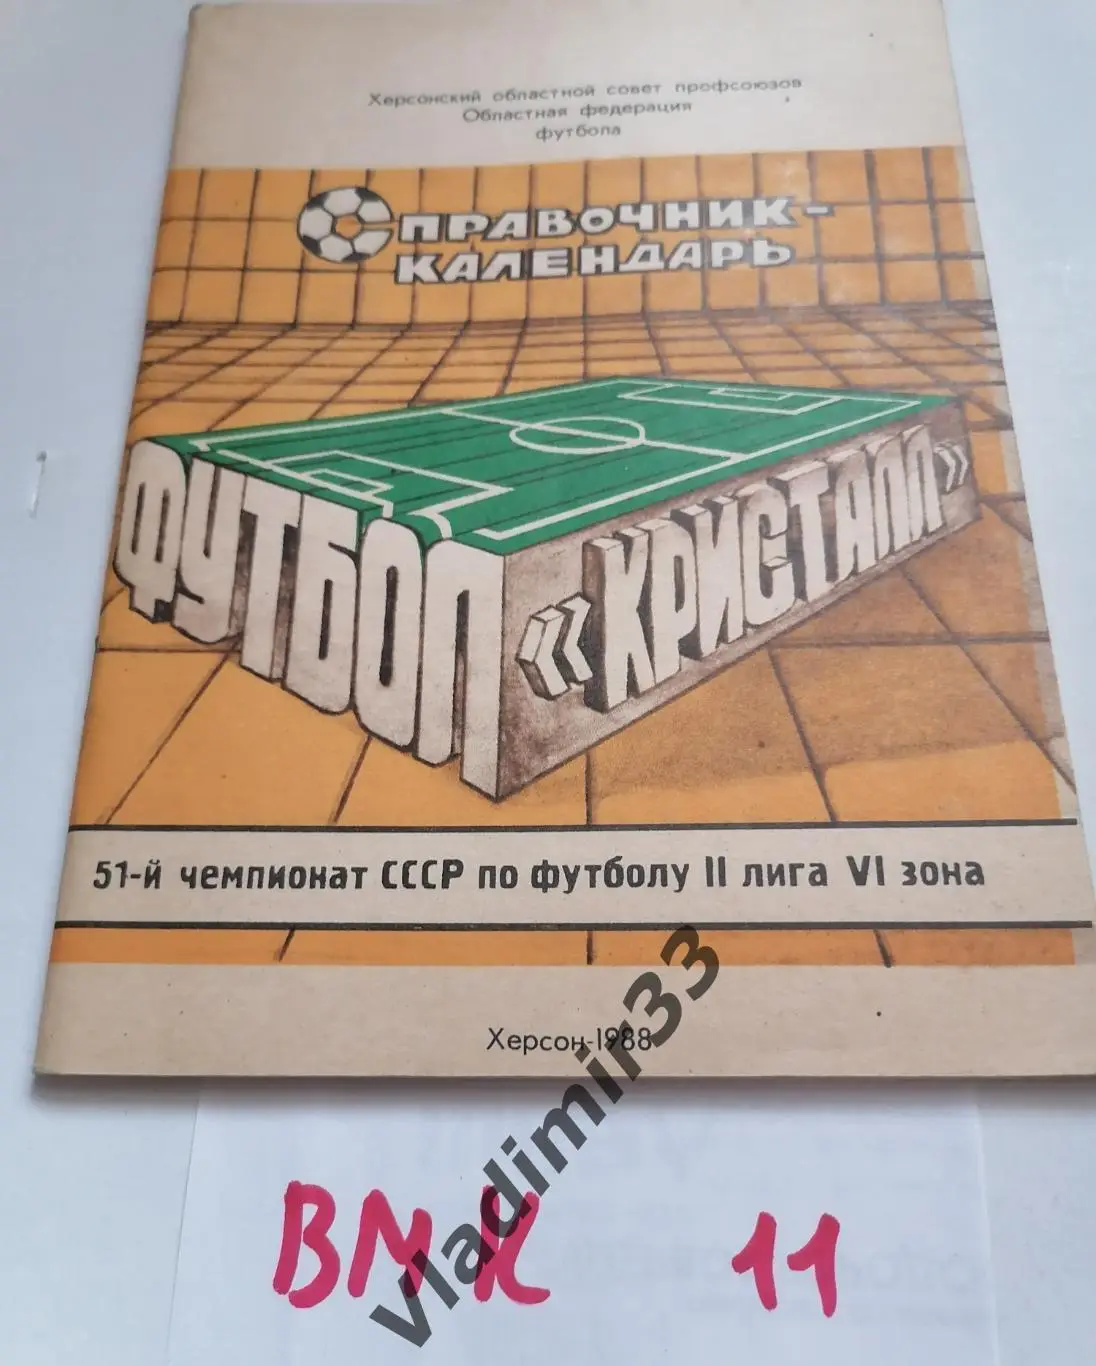 Херсонский областной совет профсоюзов
Областная федерация
футбола
СПРАВОЧНИК-
КАЛЕНДАРЬ
ФУТБОЛ «КРИСТАЛЛ»
51-й чемпионат СССР по футболу II лига VI зона
Херсон-1988
vladimir33
ВМК 11